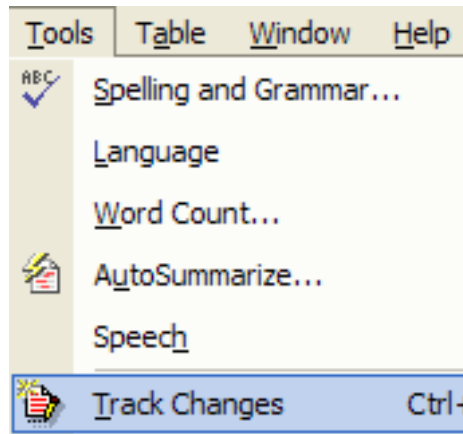 Tools Table Window Help
ABC Spelling and Grammar...
Language
Word Count...
AutoSummarize...
Speech
Track Changes Ctrl-